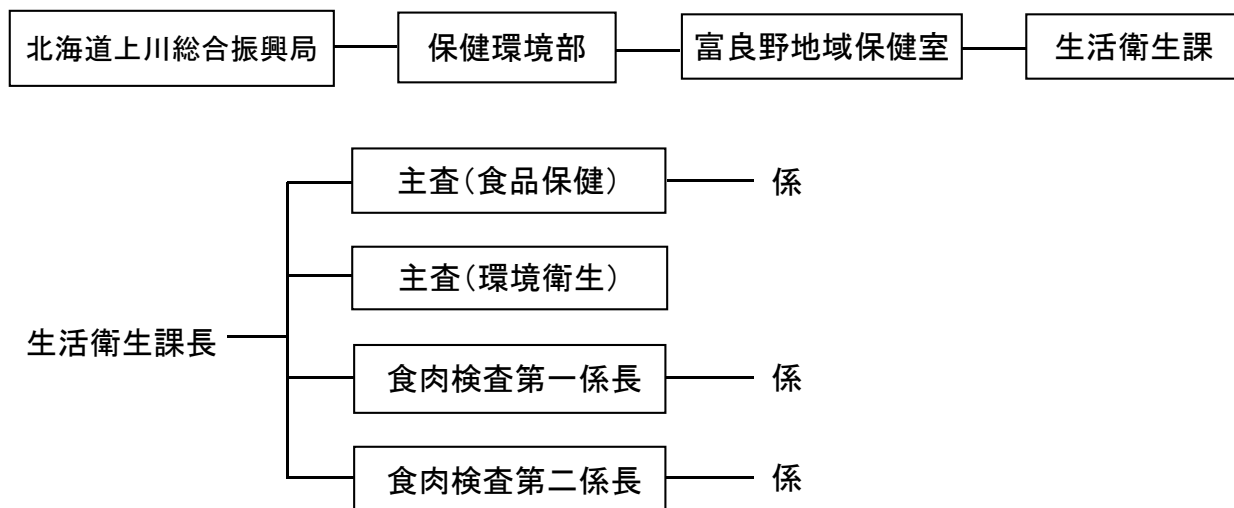 北海道上川総合振興局 保健環境部 富良野地域保健室 生活衛生課
主査(食品保健) 係
主査(環境衛生)
生活衛生課長
食肉検査第一係長 係
食肉検査第二係長 係